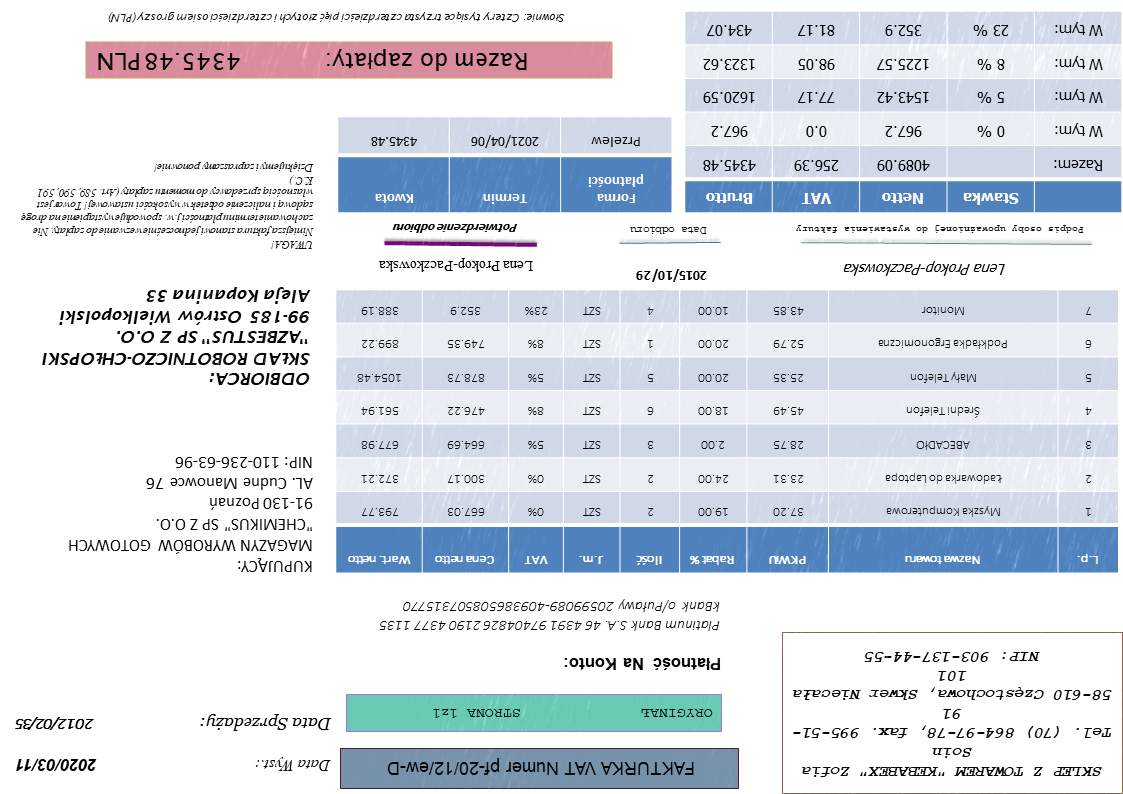 SKLEP Z TOWAREM "KEBABEX" Zofia
Soin
Tel. (70) 864-97-78, fax. 995-51-
91
58-610 Częstochowa, Skwer Niecała
101
NIP: 903-137-44-55
FAKTURKA VAT Numer pf-20/12/ew-D
ORYGINAŁ STRONA 1z1
Data Wyst.: 2020/03/11
Data Sprzedaży: 2012/02/25
Płatność Na Konto:
Platinum Bank S.A. 46 4391 9740 4826 2190 4377 1135
kBank o/Puławy 20599089-409386508507315770
L.p. Nazwa towaru PKWiU Rabat % Ilość J.m. VAT Cena netto Wart. netto
1 Myszka Komputerowa 37.20 19.00 2 SZT 0% 667.03 793.77
2 Ładowarka do Laptopa 23.31 24.00 2 SZT 0% 300.17 372.21
3 ABECADŁO 28.75 2.00 3 SZT 5% 664.69 677.98
4 Średni Telefon 45.49 18.00 6 SZT 8% 476.22 561.94
5 Mały Telefon 35.35 20.00 5 SZT 5% 878.73 1054.48
6 Podkładka Ergonomiczna 52.79 20.00 1 SZT 8% 749.35 899.22
7 Monitor 43.85 10.00 4 SZT 23% 352.9 388.19
KUPUJĄCY:
MAGAZYN WYROBÓW GOTOWYCH
"CHEMIKUS" SP Z O.O.
91-130 Poznań
AL. Cudne Manowce 76
NIP: 110-236-63-96
ODBIORCA:
SKŁAD ROBOTNICZO-CHŁOPSKI
"AZBESTUS" SP Z O.O.
99-185 Ostrów Wielkopolski
Aleja Kopanina 33
Lena Prokop-Paczkowska
Podpis osoby upoważnionej do wystawienia faktury
2015/10/29
Data odbioru
Lena Prokop-Paczkowska
Potwierdzenie odbioru
UWAGA!
Niniejsza faktura stanowi jednocześnie wezwanie do zapłaty. Nie
zachowanie terminu płatności j.w. spowoduje wystąpienie na drogę
sądową i naliczenie odsetek w wysokości ustawowej! Towar jest
własnością sprzedawcy do momentu zapłaty (Art. 589, 590, 591
K.C.)
Dziękujemy i zapraszamy ponownie!
Stawka Netto VAT Brutto
Razem: 4089.09 256.39 4345.48
W tym: 0 % 967.2 0.0 967.2
W tym: 5 % 1543.42 77.17 1620.59
W tym: 8 % 1225.57 98.05 1323.62
W tym: 23 % 352.9 81.17 434.07
Forma płatności Termin Kwota
Przelew 2021/04/06 4345.48
Razem do zapłaty: 4345.48 PLN
Słownie: Cztery tysiące trzysta czterdzieści pięć złotych i czterdzieści osiem groszy (PLN)